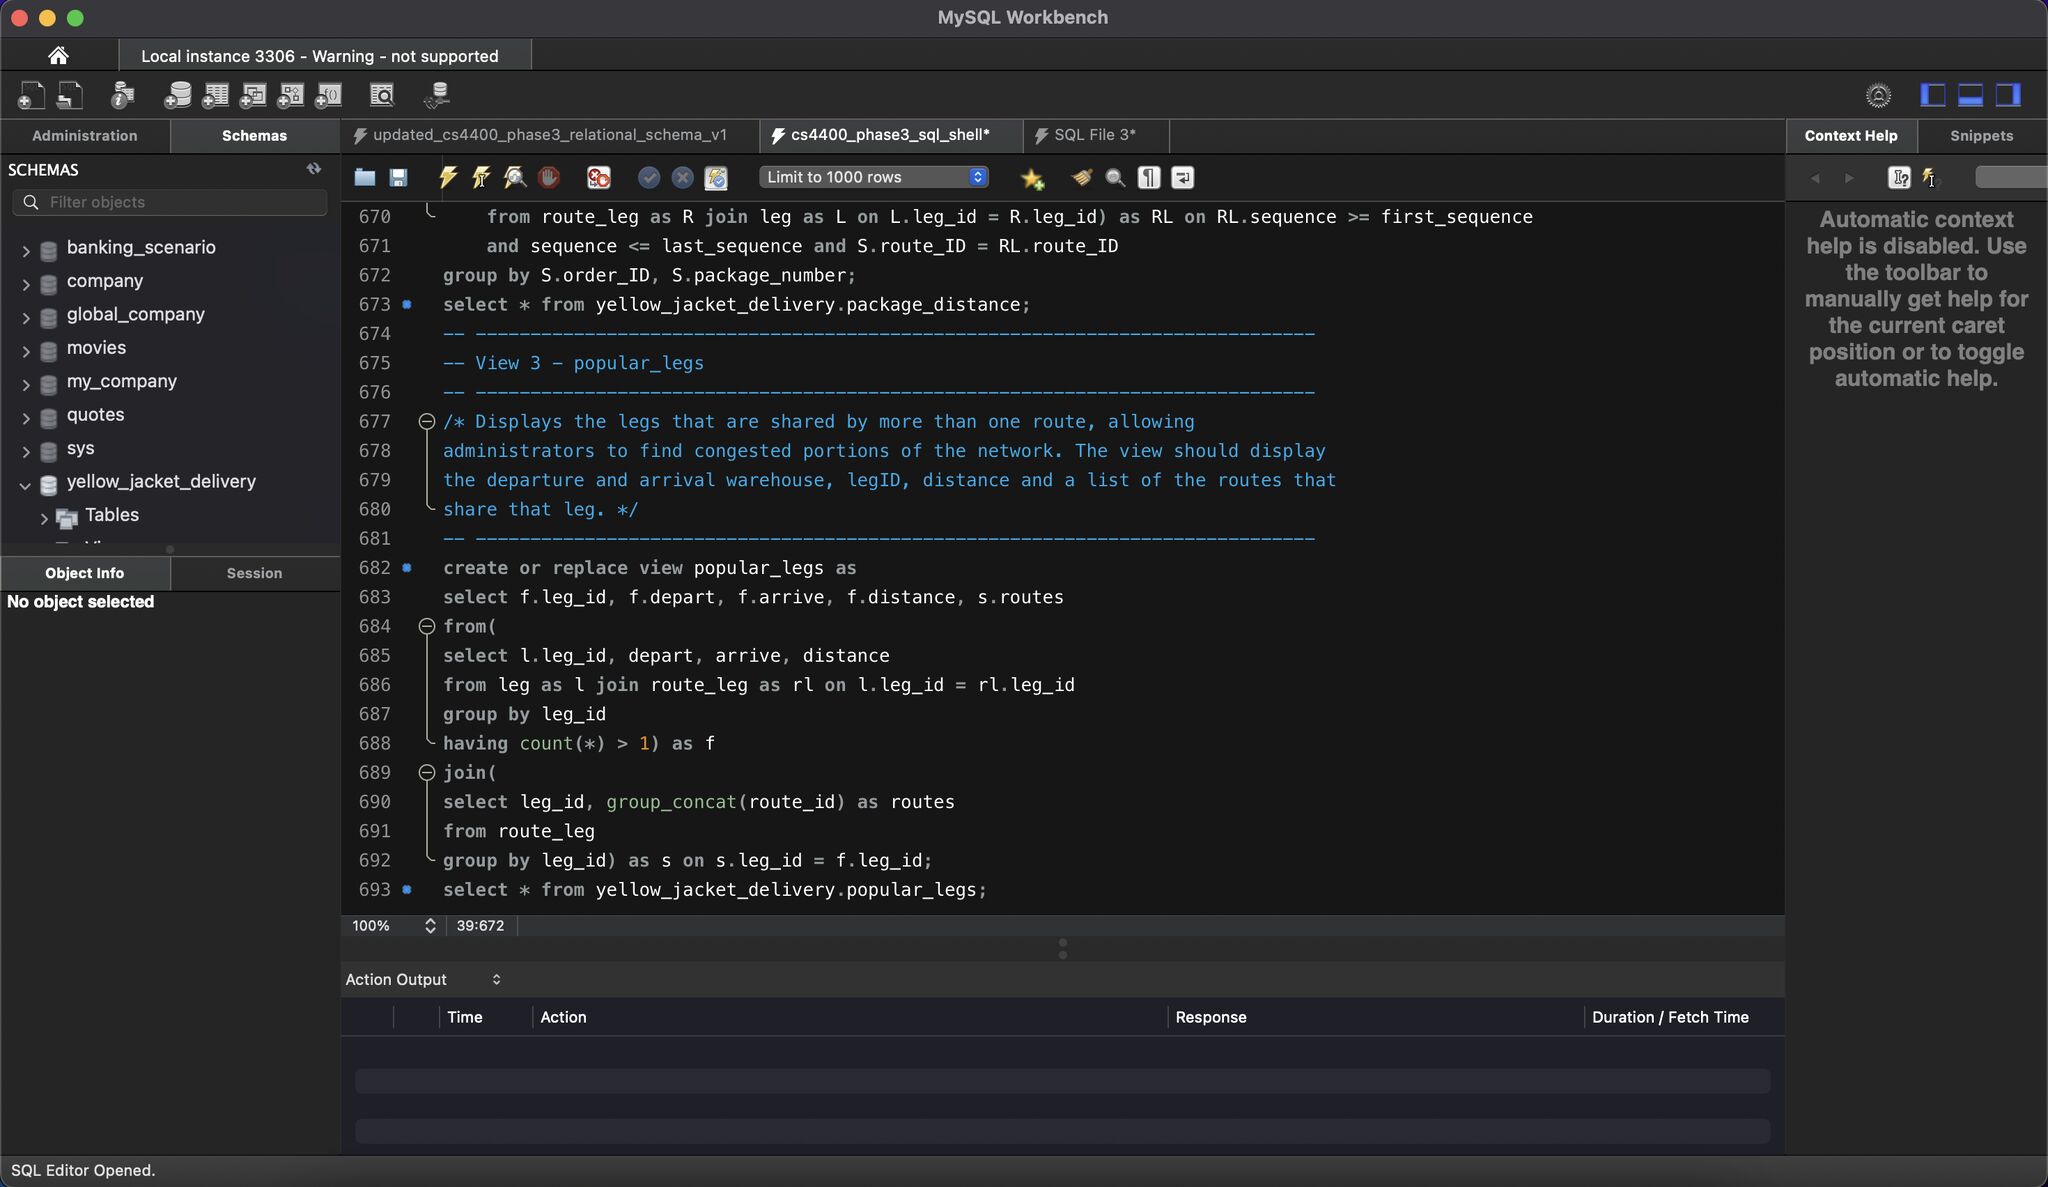 MySQL Workbench
Local instance 3306 - Warning - not supported
Administration
Schemas
updated_cs4400_phase3_relational_schema_v1
cs4400_phase3_sql_shell*
SQL File 3*
Context Help
Snippets
SCHEMAS
Filter objects
banking_scenario
company
global_company
movies
my_company
quotes
sys
yellow_jacket_delivery
Tables
Object Info
Session
No object selected
Limit to 1000 rows
670 from route_leg as R join leg as L on L.leg_id = R.leg_id) as RL on RL.sequence >= first_sequence
671 and sequence <= last_sequence and S.route_ID = RL.route_ID
672 group by S.order_ID, S.package_number;
673 select * from yellow_jacket_delivery.package_distance;
674 -- -----------------------------------------------------------------------------
675 -- View 3 - popular_legs
676 -- -----------------------------------------------------------------------------
677 /* Displays the legs that are shared by more than one route, allowing
678 administrators to find congested portions of the network. The view should display
679 the departure and arrival warehouse, legID, distance and a list of the routes that
680 share that leg. */
681 -- -----------------------------------------------------------------------------
682 create or replace view popular_legs as
683 select f.leg_id, f.depart, f.arrive, f.distance, s.routes
684 from(
685 select l.leg_id, depart, arrive, distance
686 from leg as l join route_leg as rl on l.leg_id = rl.leg_id
687 group by leg_id
688 having count(*) > 1) as f
689 join(
690 select leg_id, group_concat(route_id) as routes
691 from route_leg
692 group by leg_id) as s on s.leg_id = f.leg_id;
693 select * from yellow_jacket_delivery.popular_legs;
100%
39:672
Action Output
Time
Action
Response
Duration / Fetch Time
Automatic context
help is disabled. Use
the toolbar to
manually get help for
the current caret
position or to toggle
automatic help.
SQL Editor Opened.